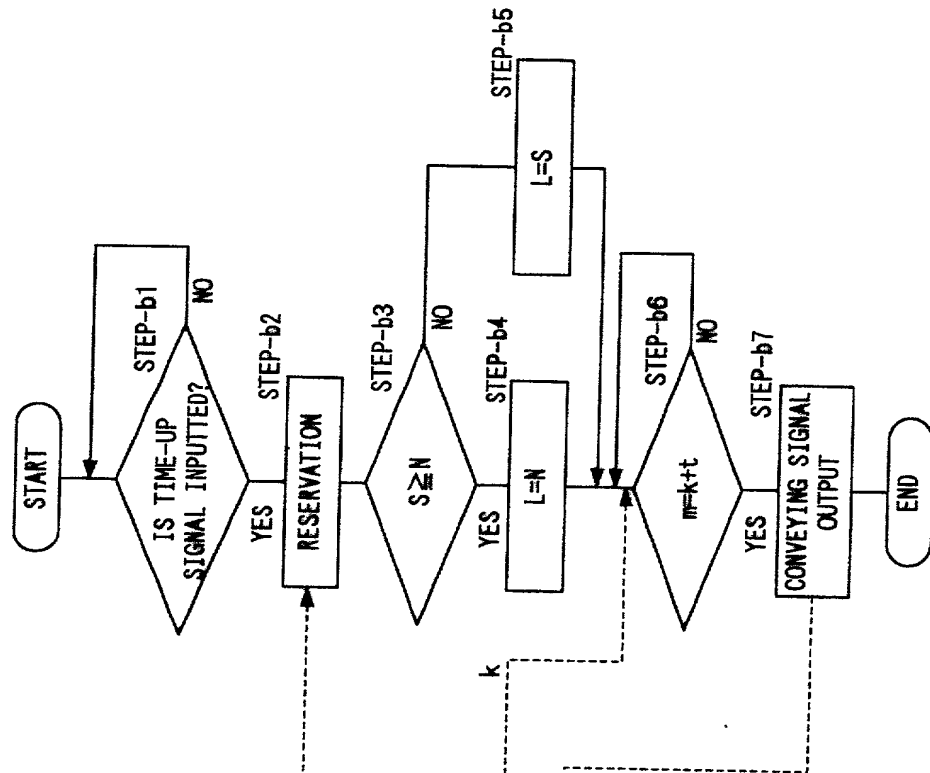 START
STEP-b1
IS TIME-UP
SIGNAL INPUTTED?
NO
YES
STEP-b2
RESERVATION
STEP-b3
S≧N
NO
YES
STEP-b4
L=N
STEP-b5
L=S
k
STEP-b6
m=k+t
NO
YES
STEP-b7
CONVEYING SIGNAL
OUTPUT
END